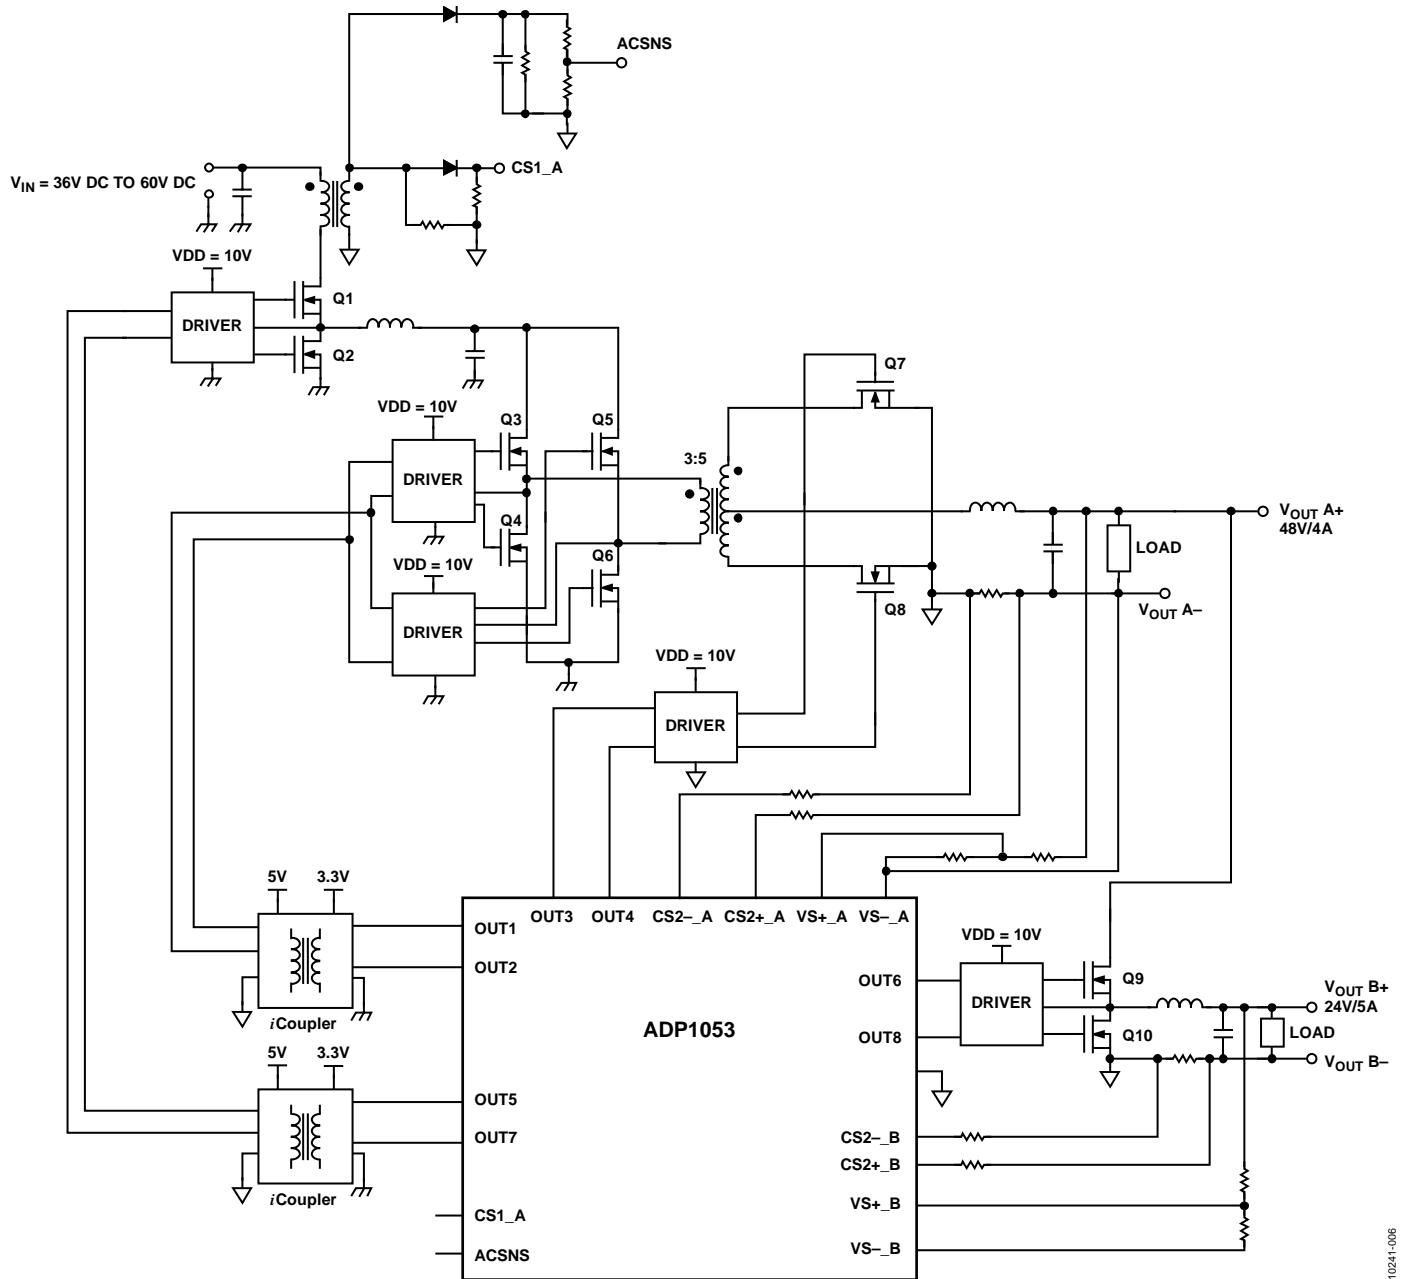 ACSNS
CS1_A
VIN = 36V DC TO 60V DC
VDD = 10V
DRIVER
Q1
Q2
VDD = 10V
DRIVER
Q3
Q4
Q5
Q6
VDD = 10V
DRIVER
3:5
Q7
Q8
VOUT A+
48V/4A
LOAD
VOUT A–
VDD = 10V
DRIVER
5V
3.3V
iCoupler
5V
3.3V
iCoupler
OUT3
OUT4
CS2–_A
CS2+_A
VS+_A
VS–_A
OUT1
OUT2
OUT5
OUT7
CS1_A
ACSNS
ADP1053
OUT6
OUT8
CS2–_B
CS2+_B
VS+_B
VS–_B
VDD = 10V
DRIVER
Q9
Q10
VOUT B+
24V/5A
LOAD
VOUT B–
10241-006